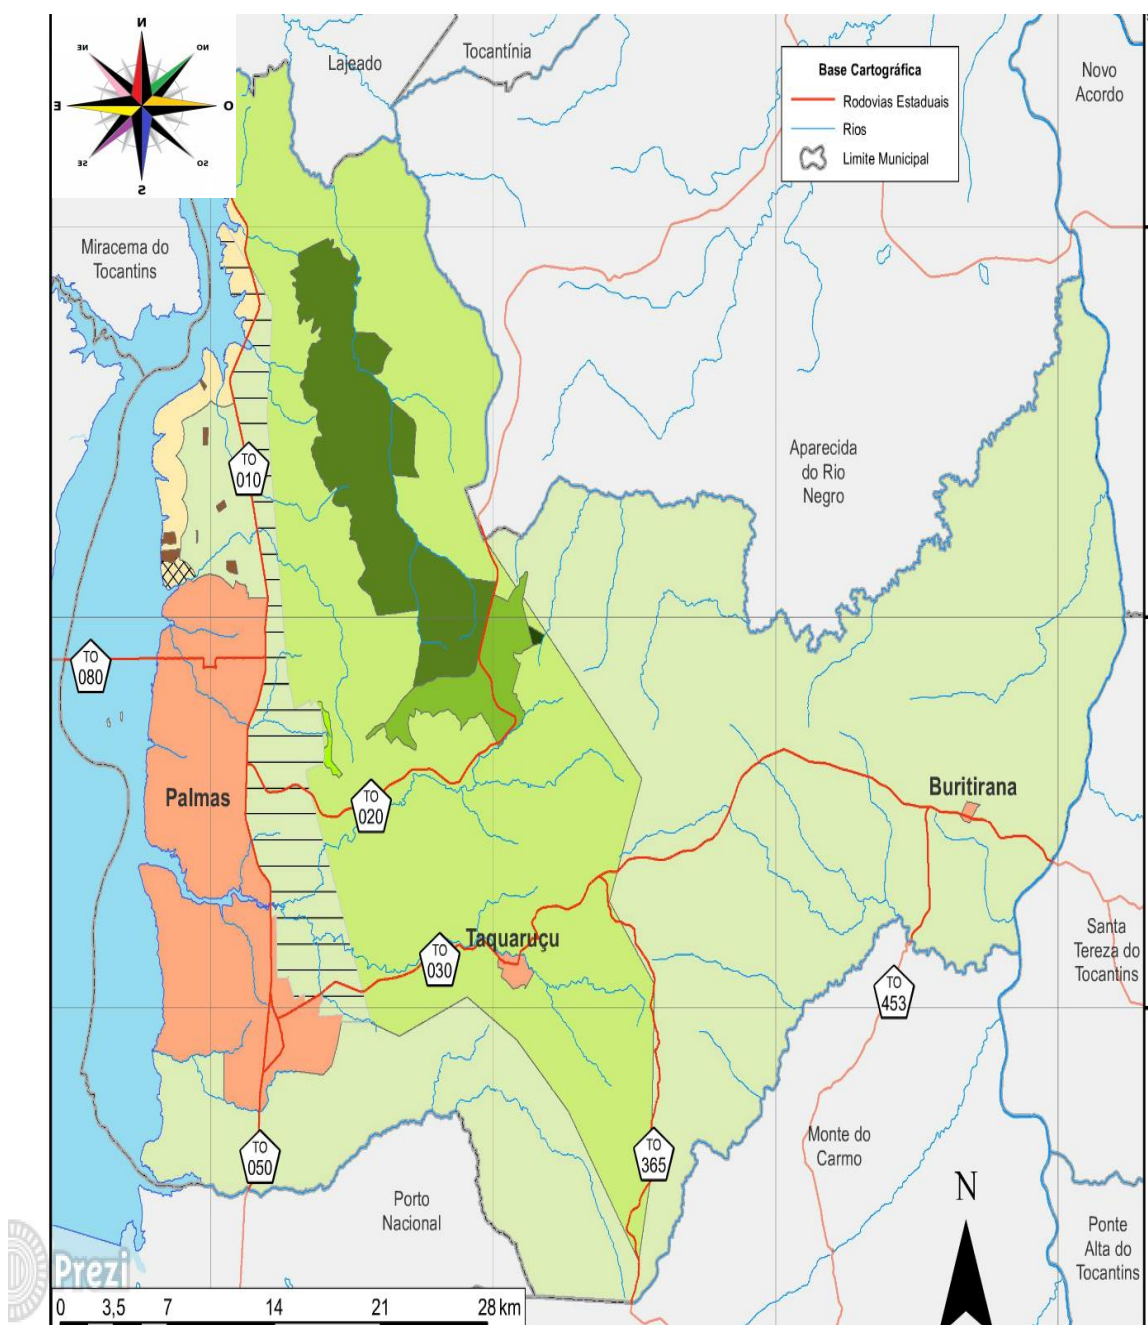 N
NE
NO
E
O
SE
SO
S
Lajeado
Tocantínia
Base Cartográfica
Rodovias Estaduais
Rios
Limite Municipal
Novo
Acordo
Miracema do
Tocantins
TO
010
Aparecida
do Rio
Negro
TO
080
Palmas
TO
020
Buritirana
Taquaruçu
TO
030
Santa
Tereza do
Tocantins
TO
453
TO
050
TO
365
Monte do
Carmo
Porto
Nacional
N
Ponte
Alta do
Tocantins
Prezi
0 3,5 7 14 21 28 km